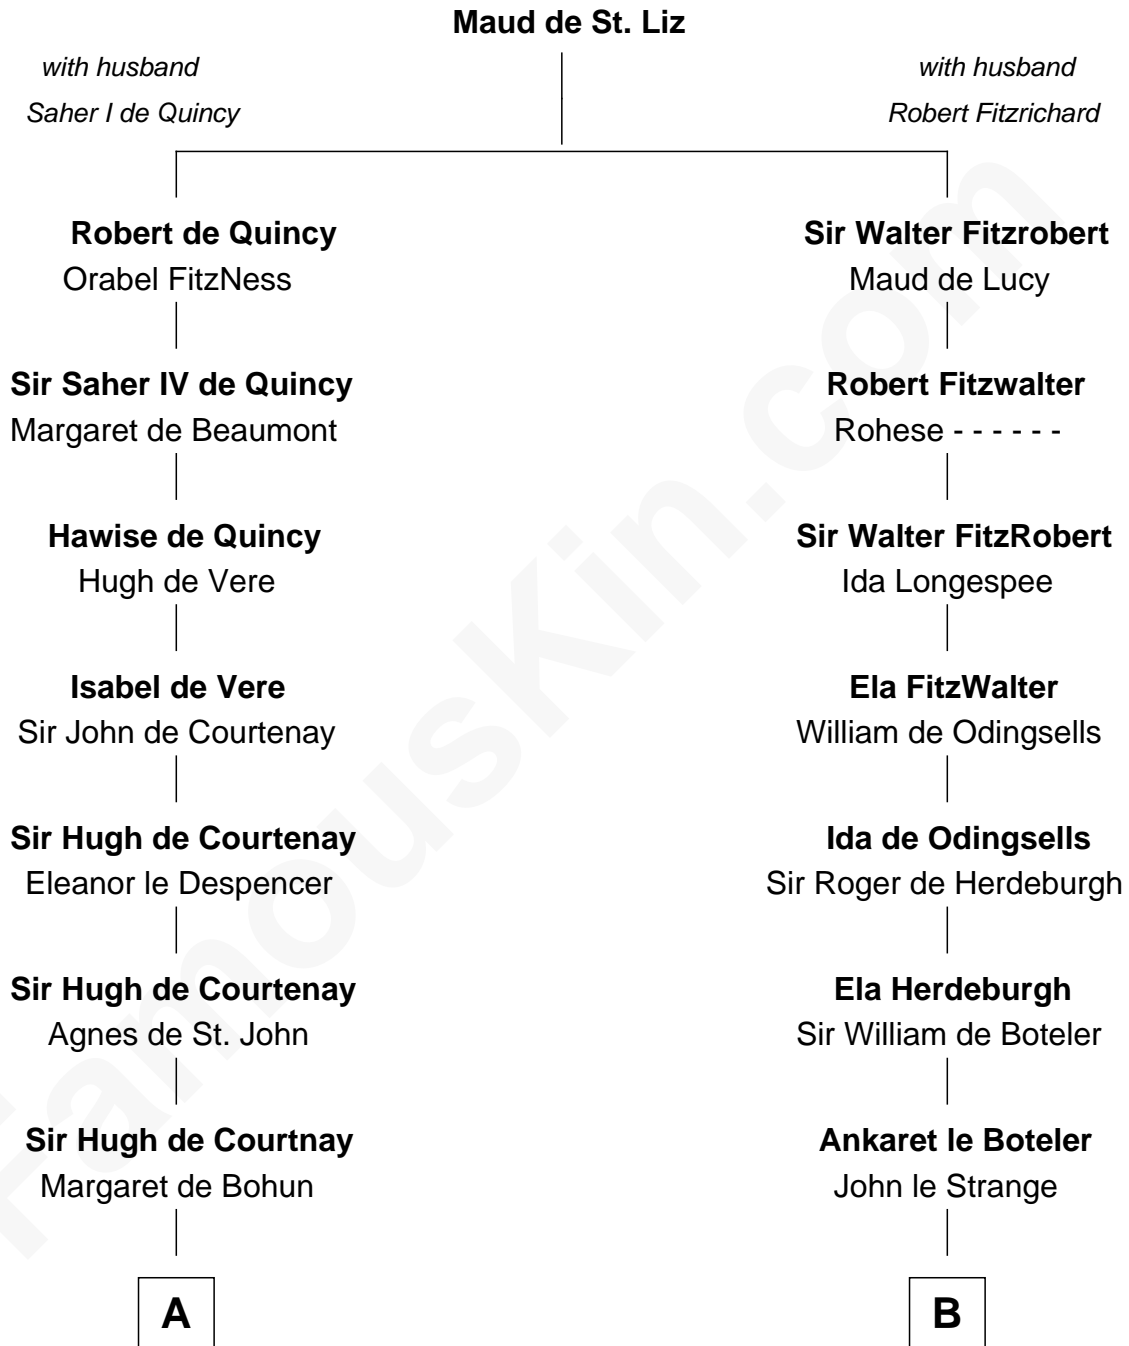 Maud de St. Liz
with husband
Saher I de Quincy
with husband
Robert Fitzrichard
Robert de Quincy
Orabel FitzNess
Sir Walter Fitzrobert
Maud de Lucy
Sir Saher IV de Quincy
Margaret de Beaumont
Robert Fitzwalter
Rohese - - - - - -
Hawise de Quincy
Hugh de Vere
Sir Walter FitzRobert
Ida Longespee
Isabel de Vere
Sir John de Courtenay
Ela FitzWalter
William de Odingsells
Sir Hugh de Courtenay
Eleanor le Despencer
Ida de Odingsells
Sir Roger de Herdeburgh
Sir Hugh de Courtenay
Agnes de St. John
Ela Herdeburgh
Sir William de Boteler
Sir Hugh de Courtnay
Margaret de Bohun
Ankaret le Boteler
John le Strange
A
B
FamousKin.com